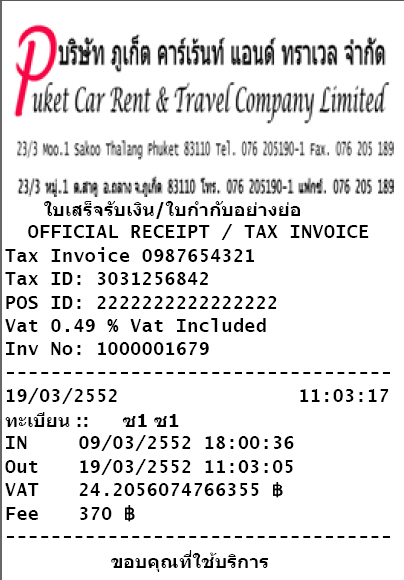 บริษัท ภูเก็ต คาร์เร้นท์ แอนด์ ทราเวล จำกัด
Puket Car Rent & Travel Company Limited
23/3 Moo.1 Sakoo Thalang Phuket 83110 Tel. 076 205190-1 Fax. 076 205 189
23/3 หมู่.1 ต.สาคู อ.ถลาง จ.ภูเก็ต 83110 โทร. 076 205190-1 แฟกซ์. 076 205 189
ใบเสร็จรับเงิน/ใบกำกับอย่างย่อ
OFFICIAL RECEIPT / TAX INVOICE
Tax Invoice 0987654321
Tax ID: 3031256842
POS ID: 2222222222222222
Vat 0.49 % Vat Included
Inv No: 1000001679
----------------------------------
19/03/2552 11:03:17
ทะเบียน :: ซ1 ซ1
IN 09/03/2552 18:00:36
Out 19/03/2552 11:03:05
VAT 24.2056074766355 ฿
Fee 370 ฿
----------------------------------
ขอบคุณที่ใช้บริการ